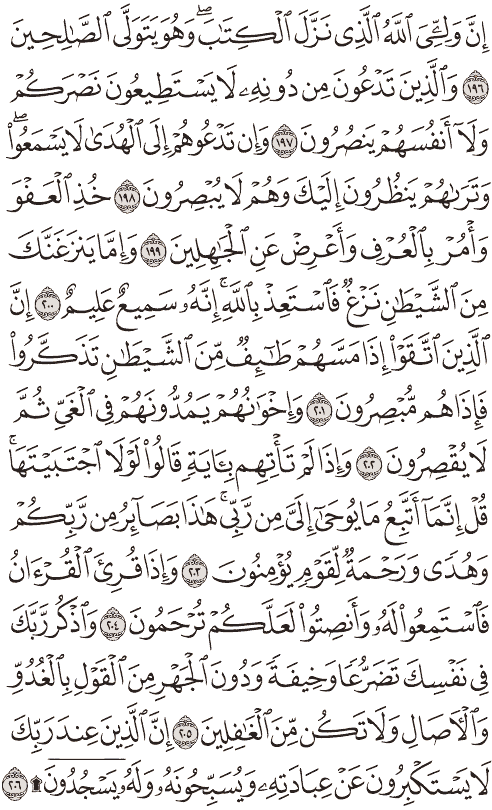 إِنَّ وَلِـِّۧيَ ٱللَّهُ ٱلَّذِى نَزَّلَ ٱلْكِتَٰبَ ۖ وَهُوَ يَتَوَلَّى ٱلصَّٰلِحِينَ
١٩٦ وَٱلَّذِينَ تَدْعُونَ مِن دُونِهِۦ لَا يَسْتَطِيعُونَ نَصْرَكُمْ
وَلَآ أَنفُسَهُمْ يَنصُرُونَ ١٩٧ وَإِن تَدْعُوهُمْ إِلَى ٱلْهُدَىٰ لَا يَسْمَعُوا۟ ۖ
وَتَرَىٰهُمْ يَنظُرُونَ إِلَيْكَ وَهُمْ لَا يُبْصِرُونَ ١٩٨ خُذِ ٱلْعَفْوَ
وَأْمُرْ بِٱلْعُرْفِ وَأَعْرِضْ عَنِ ٱلْجَٰهِلِينَ ١٩٩ وَإِمَّا يَنزَغَنَّكَ
مِنَ ٱلشَّيْطَٰنِ نَزْغٌ فَٱسْتَعِذْ بِٱللَّهِ ۚ إِنَّهُۥ سَمِيعٌ عَلِيمٌ ٢٠٠ إِنَّ
ٱلَّذِينَ ٱتَّقَوْا۟ إِذَا مَسَّهُمْ طَٰٓئِفٌ مِّنَ ٱلشَّيْطَٰنِ تَذَكَّرُوا۟
فَإِذَا هُم مُّبْصِرُونَ ٢٠١ وَإِخْوَٰنُهُمْ يَمُدُّونَهُمْ فِى ٱلْغَىِّ ثُمَّ
لَا يُقْصِرُونَ ٢٠٢ وَإِذَا لَمْ تَأْتِهِم بِـَٔايَةٍ قَالُوا۟ لَوْلَا ٱجْتَبَيْتَهَا ۚ
قُلْ إِنَّمَآ أَتَّبِعُ مَا يُوحَىٰٓ إِلَىَّ مِن رَّبِّى ۚ هَٰذَا بَصَآئِرُ مِن رَّبِّكُمْ
وَهُدًى وَرَحْمَةٌ لِّقَوْمٍ يُؤْمِنُونَ ٢٠٣ وَإِذَا قُرِئَ ٱلْقُرْءَانُ
فَٱسْتَمِعُوا۟ لَهُۥ وَأَنصِتُوا۟ لَعَلَّكُمْ تُرْحَمُونَ ٢٠٤ وَٱذْكُر رَّبَّكَ
فِى نَفْسِكَ تَضَرُّعًا وَخِيفَةً وَدُونَ ٱلْجَهْرِ مِنَ ٱلْقَوْلِ بِٱلْغُدُوِّ
وَٱلْءَاصَالِ وَلَا تَكُن مِّنَ ٱلْغَٰفِلِينَ ٢٠٥ إِنَّ ٱلَّذِينَ عِندَ رَبِّكَ
لَا يَسْتَكْبِرُونَ عَنْ عِبَادَتِهِۦ وَيُسَبِّحُونَهُۥ وَلَهُۥ يَسْجُدُونَ ۩ ٢٠٦